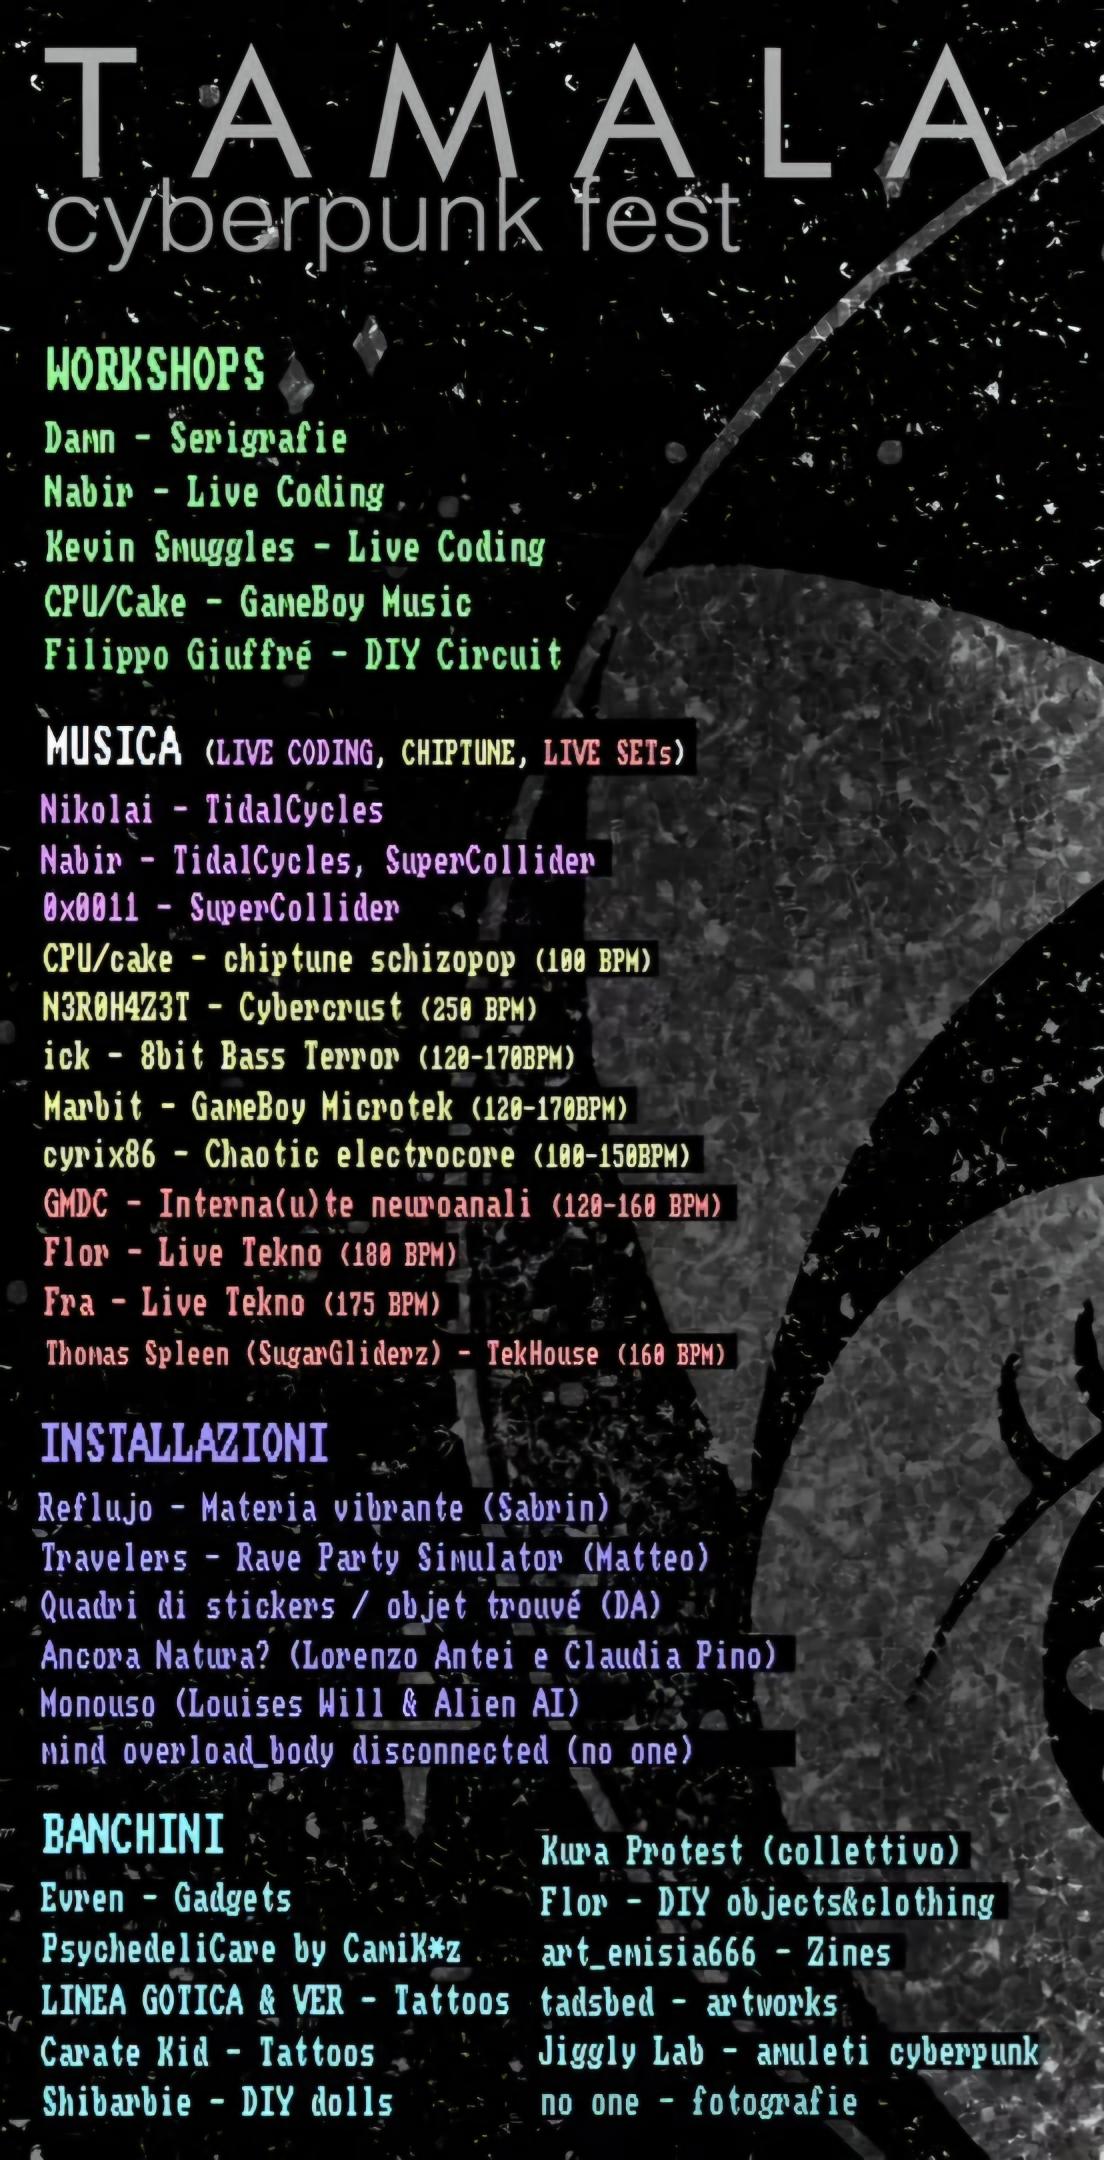 TAMALA
cyberpunk fest
WORKSHOPS
Damn - Serigrafie
Nabir - Live Coding
Kevin Smuggles - Live Coding
CPU/Cake - GameBoy Music
Filippo Giuffré - DIY Circuit
MUSICA (LIVE CODING, CHIPTUNE, LIVE SETs)
Nikolai - TidalCycles
Nabir - TidalCycles, SuperCollider
0x0011 - SuperCollider
CPU/cake - chiptune schizopop (100 BPM)
N3R0H4Z3T - Cybercrust (250 BPM)
ick - 8bit Bass Terror (120-170BPM)
Marbit - GameBoy Microtek (120-170BPM)
cyrix86 - Chaotic electrocore (100-150BPM)
GMDC - Interna(u)te neuroanali (120-160 BPM)
Flor - Live Tekno (180 BPM)
Fra - Live Tekno (175 BPM)
Thomas Spleen (SugarGliderz) - TekHouse (160 BPM)
INSTALLAZIONI
Reflujo - Materia vibrante (Sabrin)
Travelers - Rave Party Simulator (Matteo)
Quadri di stickers / objet trouvé (DA)
Ancora Natura? (Lorenzo Antei e Claudia Pino)
Monouso (Louises Will & Alien AI)
mind overload_body disconnected (no one)
BANCHINI
Evren - Gadgets
PsychedeliCare by CamiK*z
LINEA GOTICA & VER - Tattoos
Carate Kid - Tattoos
Shibarbie - DIY dolls
Kura Protest (collettivo)
Flor - DIY objects&clothing
art_emisia666 - Zines
tadsbed - artworks
Jiggly Lab - amuleti cyberpunk
no one - fotografie